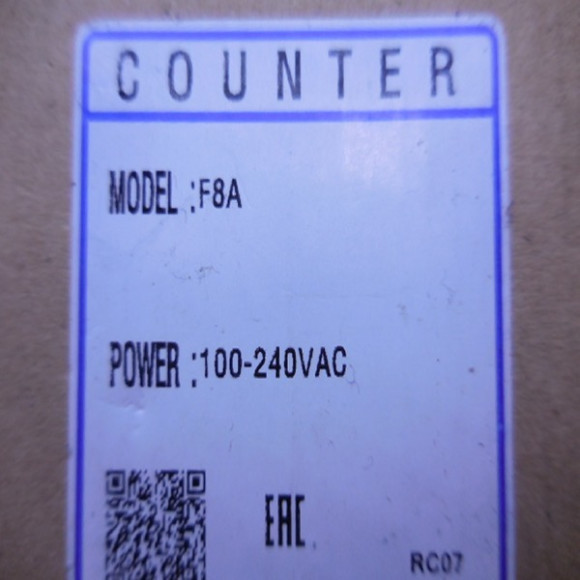 COUNTER
MODEL :F8A
POWER :100-240VAC
EAC
RC07